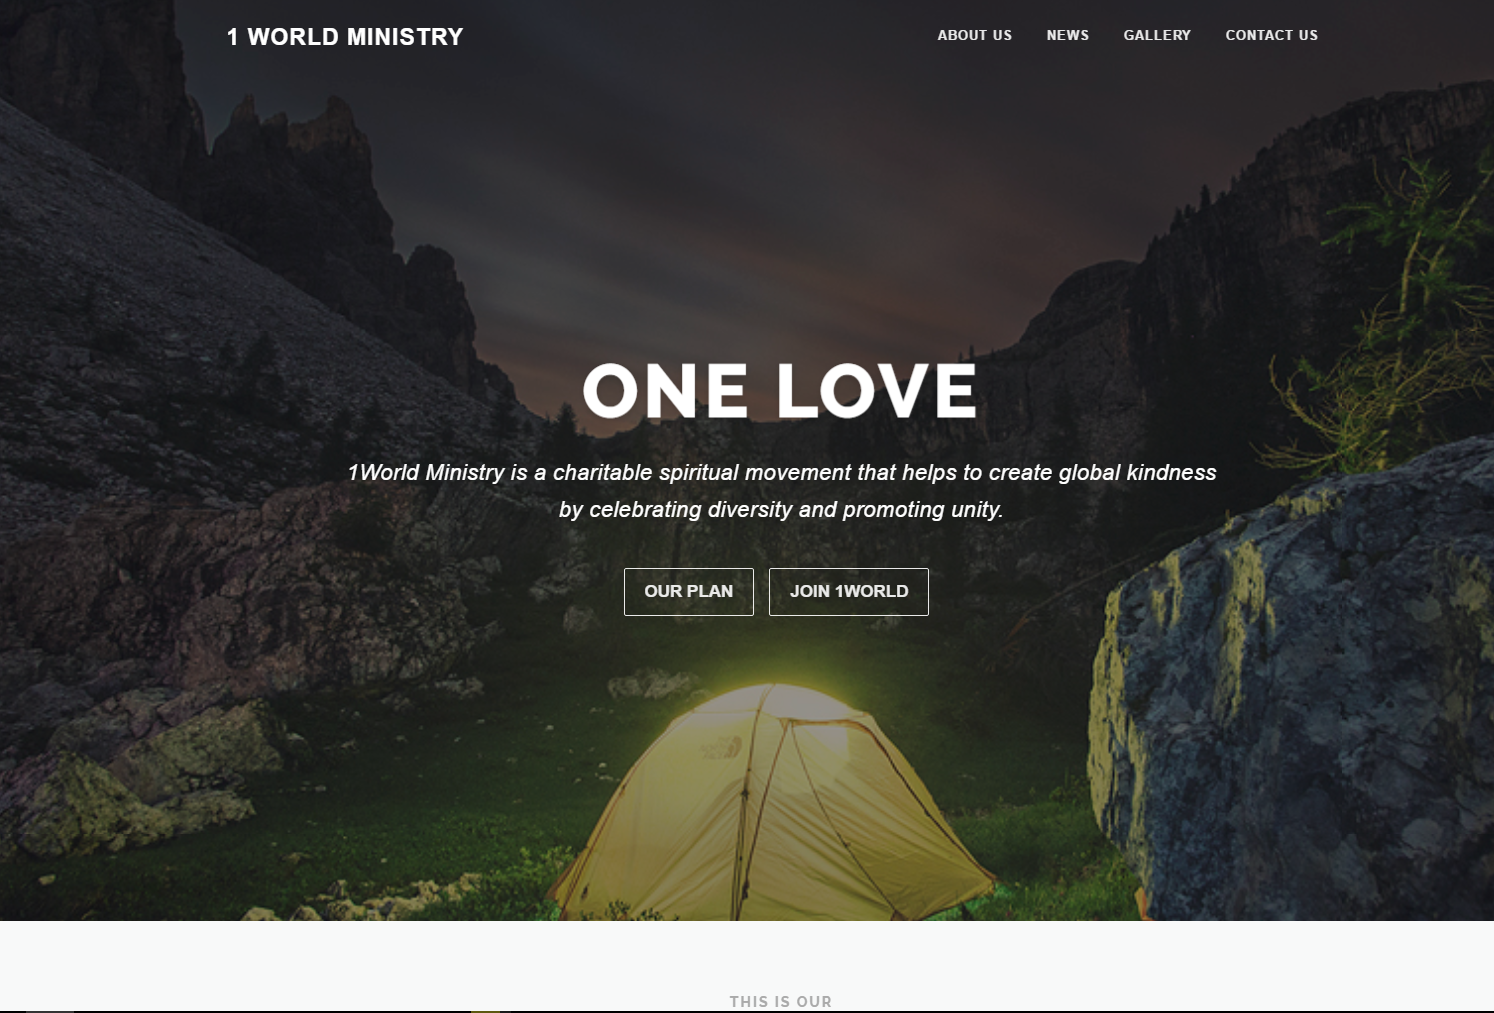 1 WORLD MINISTRY
ABOUT US NEWS GALLERY CONTACT US
ONE LOVE
1World Ministry is a charitable spiritual movement that helps to create global kindness
by celebrating diversity and promoting unity.
OUR PLAN JOIN 1WORLD
THIS IS OUR